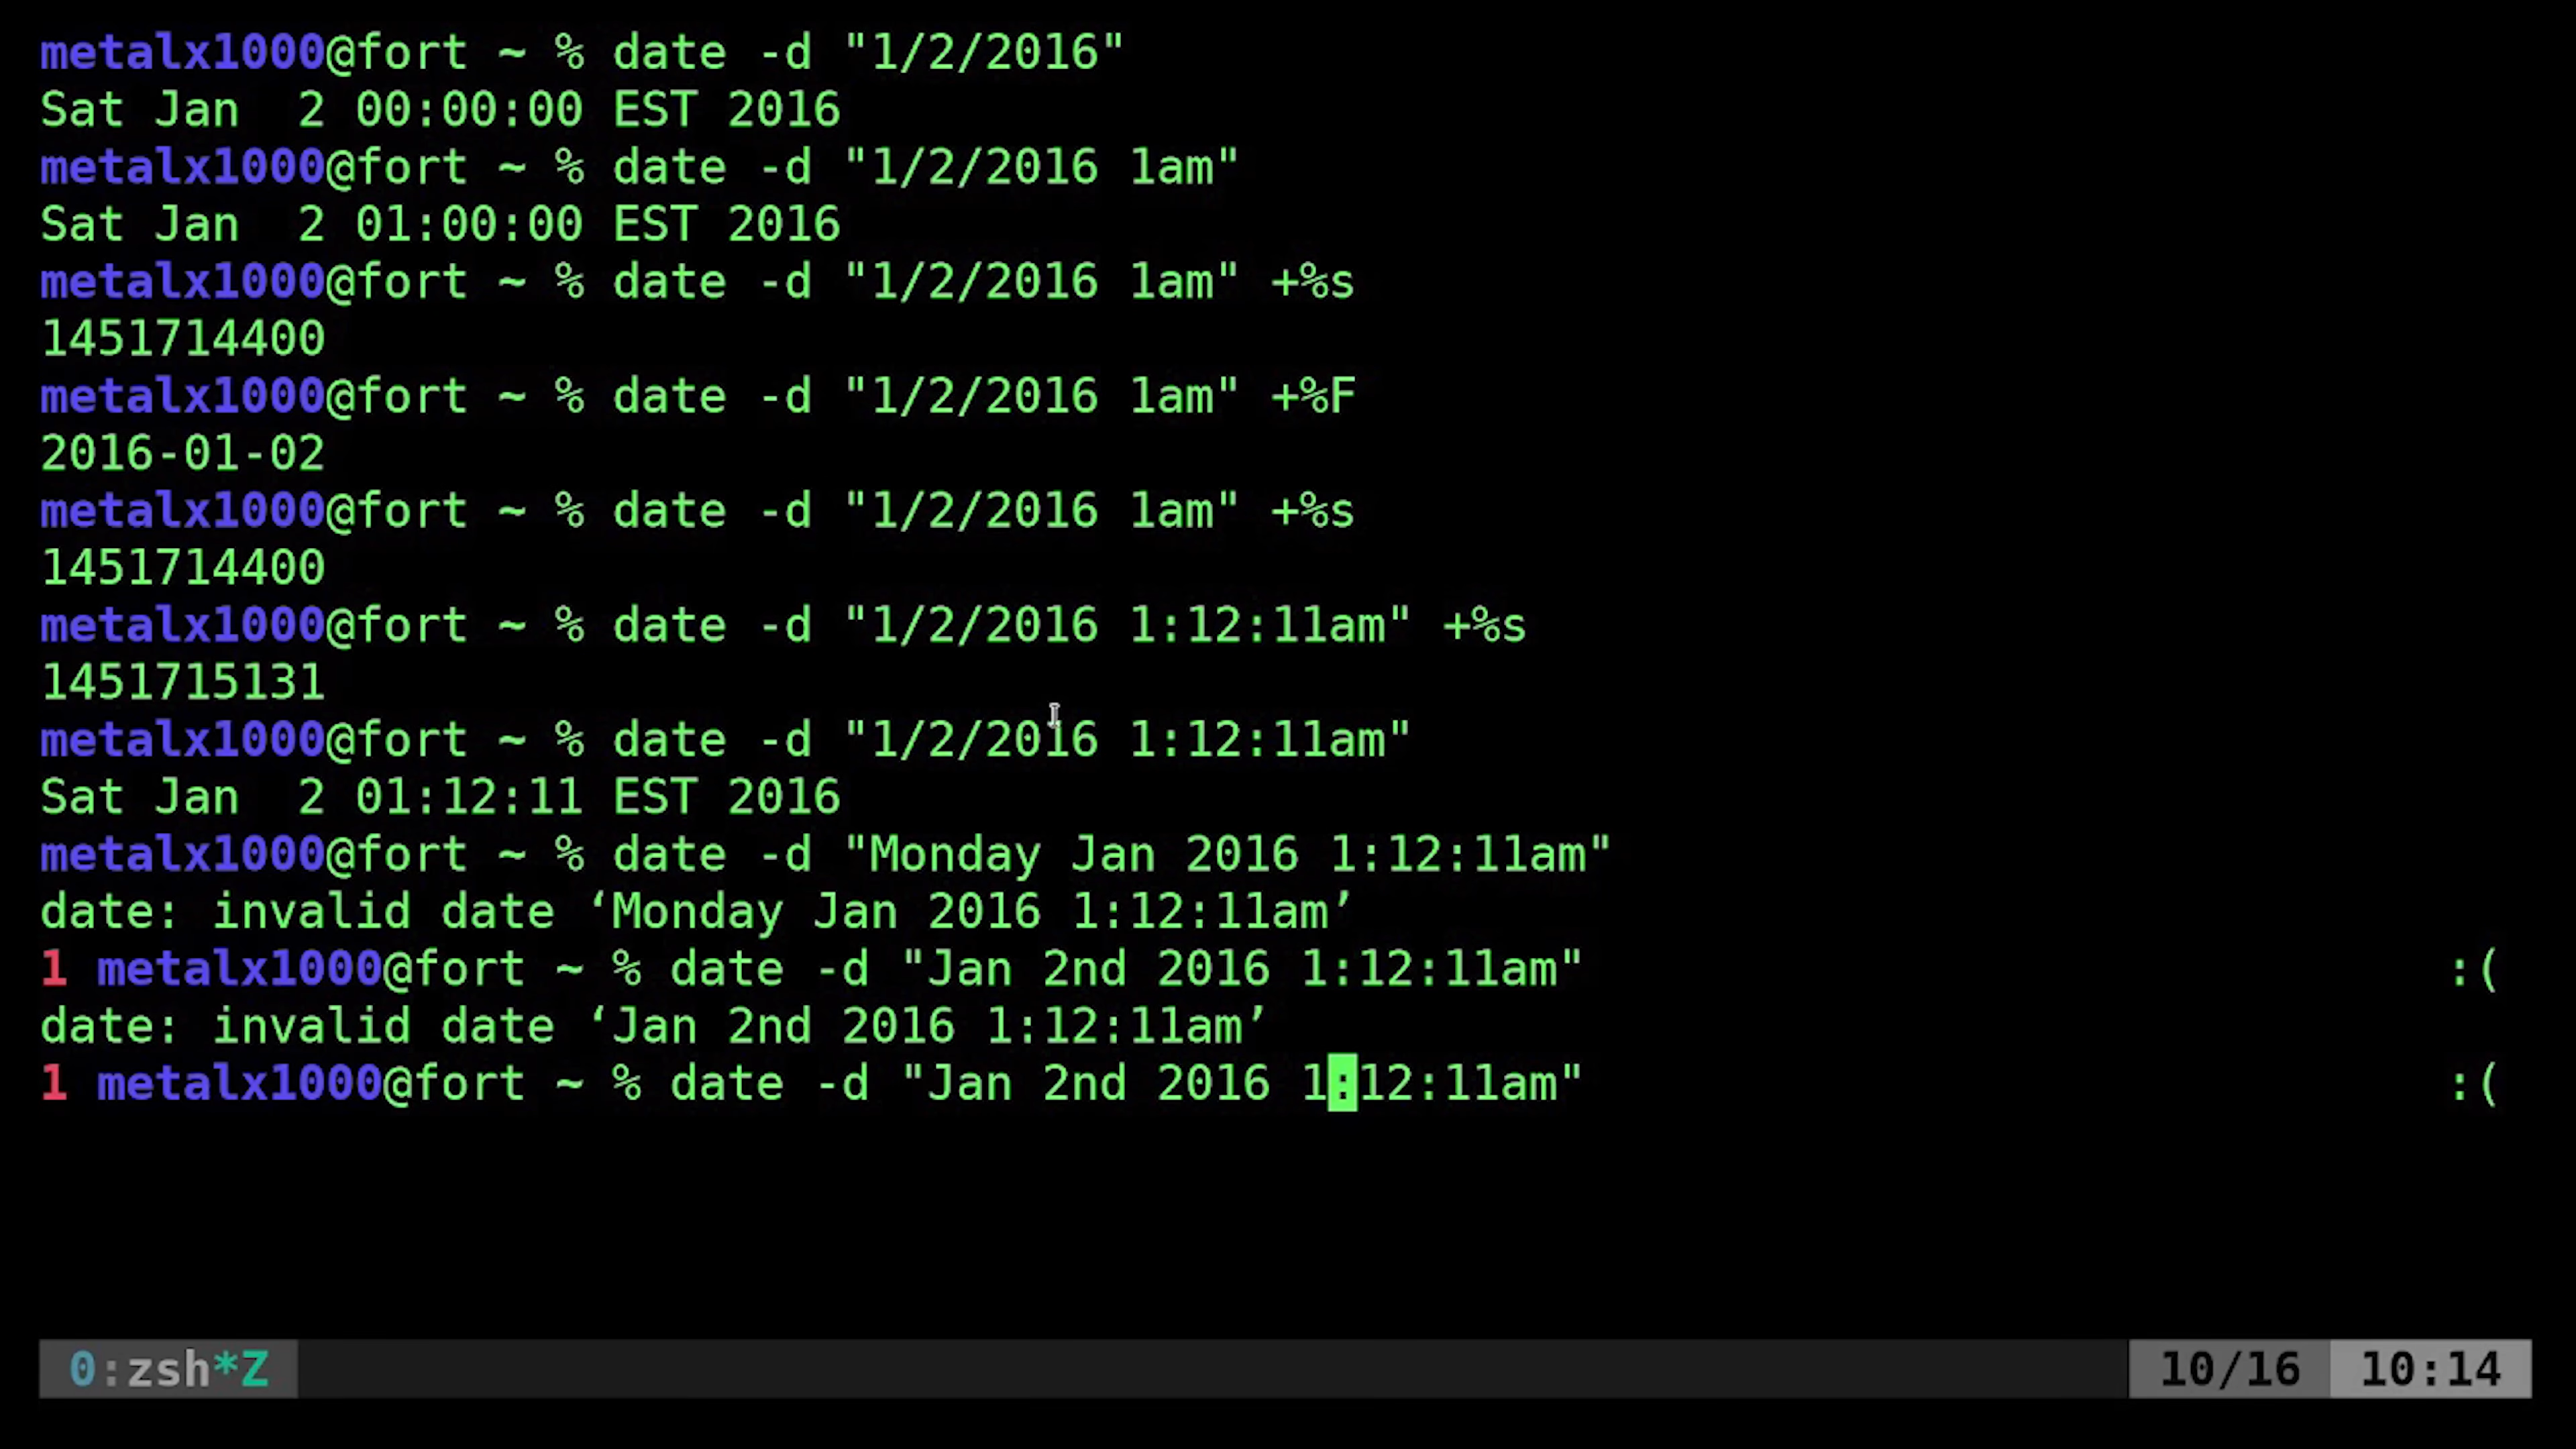 metalx1000@fort ~ % date -d "1/2/2016"
Sat Jan  2 00:00:00 EST 2016
metalx1000@fort ~ % date -d "1/2/2016 1am"
Sat Jan  2 01:00:00 EST 2016
metalx1000@fort ~ % date -d "1/2/2016 1am" +%s
1451714400
metalx1000@fort ~ % date -d "1/2/2016 1am" +%F
2016-01-02
metalx1000@fort ~ % date -d "1/2/2016 1am" +%s
1451714400
metalx1000@fort ~ % date -d "1/2/2016 1:12:11am" +%s
1451715131
metalx1000@fort ~ % date -d "1/2/2016 1:12:11am"
Sat Jan  2 01:12:11 EST 2016
metalx1000@fort ~ % date -d "Monday Jan 2016 1:12:11am"
date: invalid date ‘Monday Jan 2016 1:12:11am’
1 metalx1000@fort ~ % date -d "Jan 2nd 2016 1:12:11am" :(
date: invalid date ‘Jan 2nd 2016 1:12:11am’
1 metalx1000@fort ~ % date -d "Jan 2nd 2016 1:12:11am" :(
0:zsh*Z 10/16 10:14